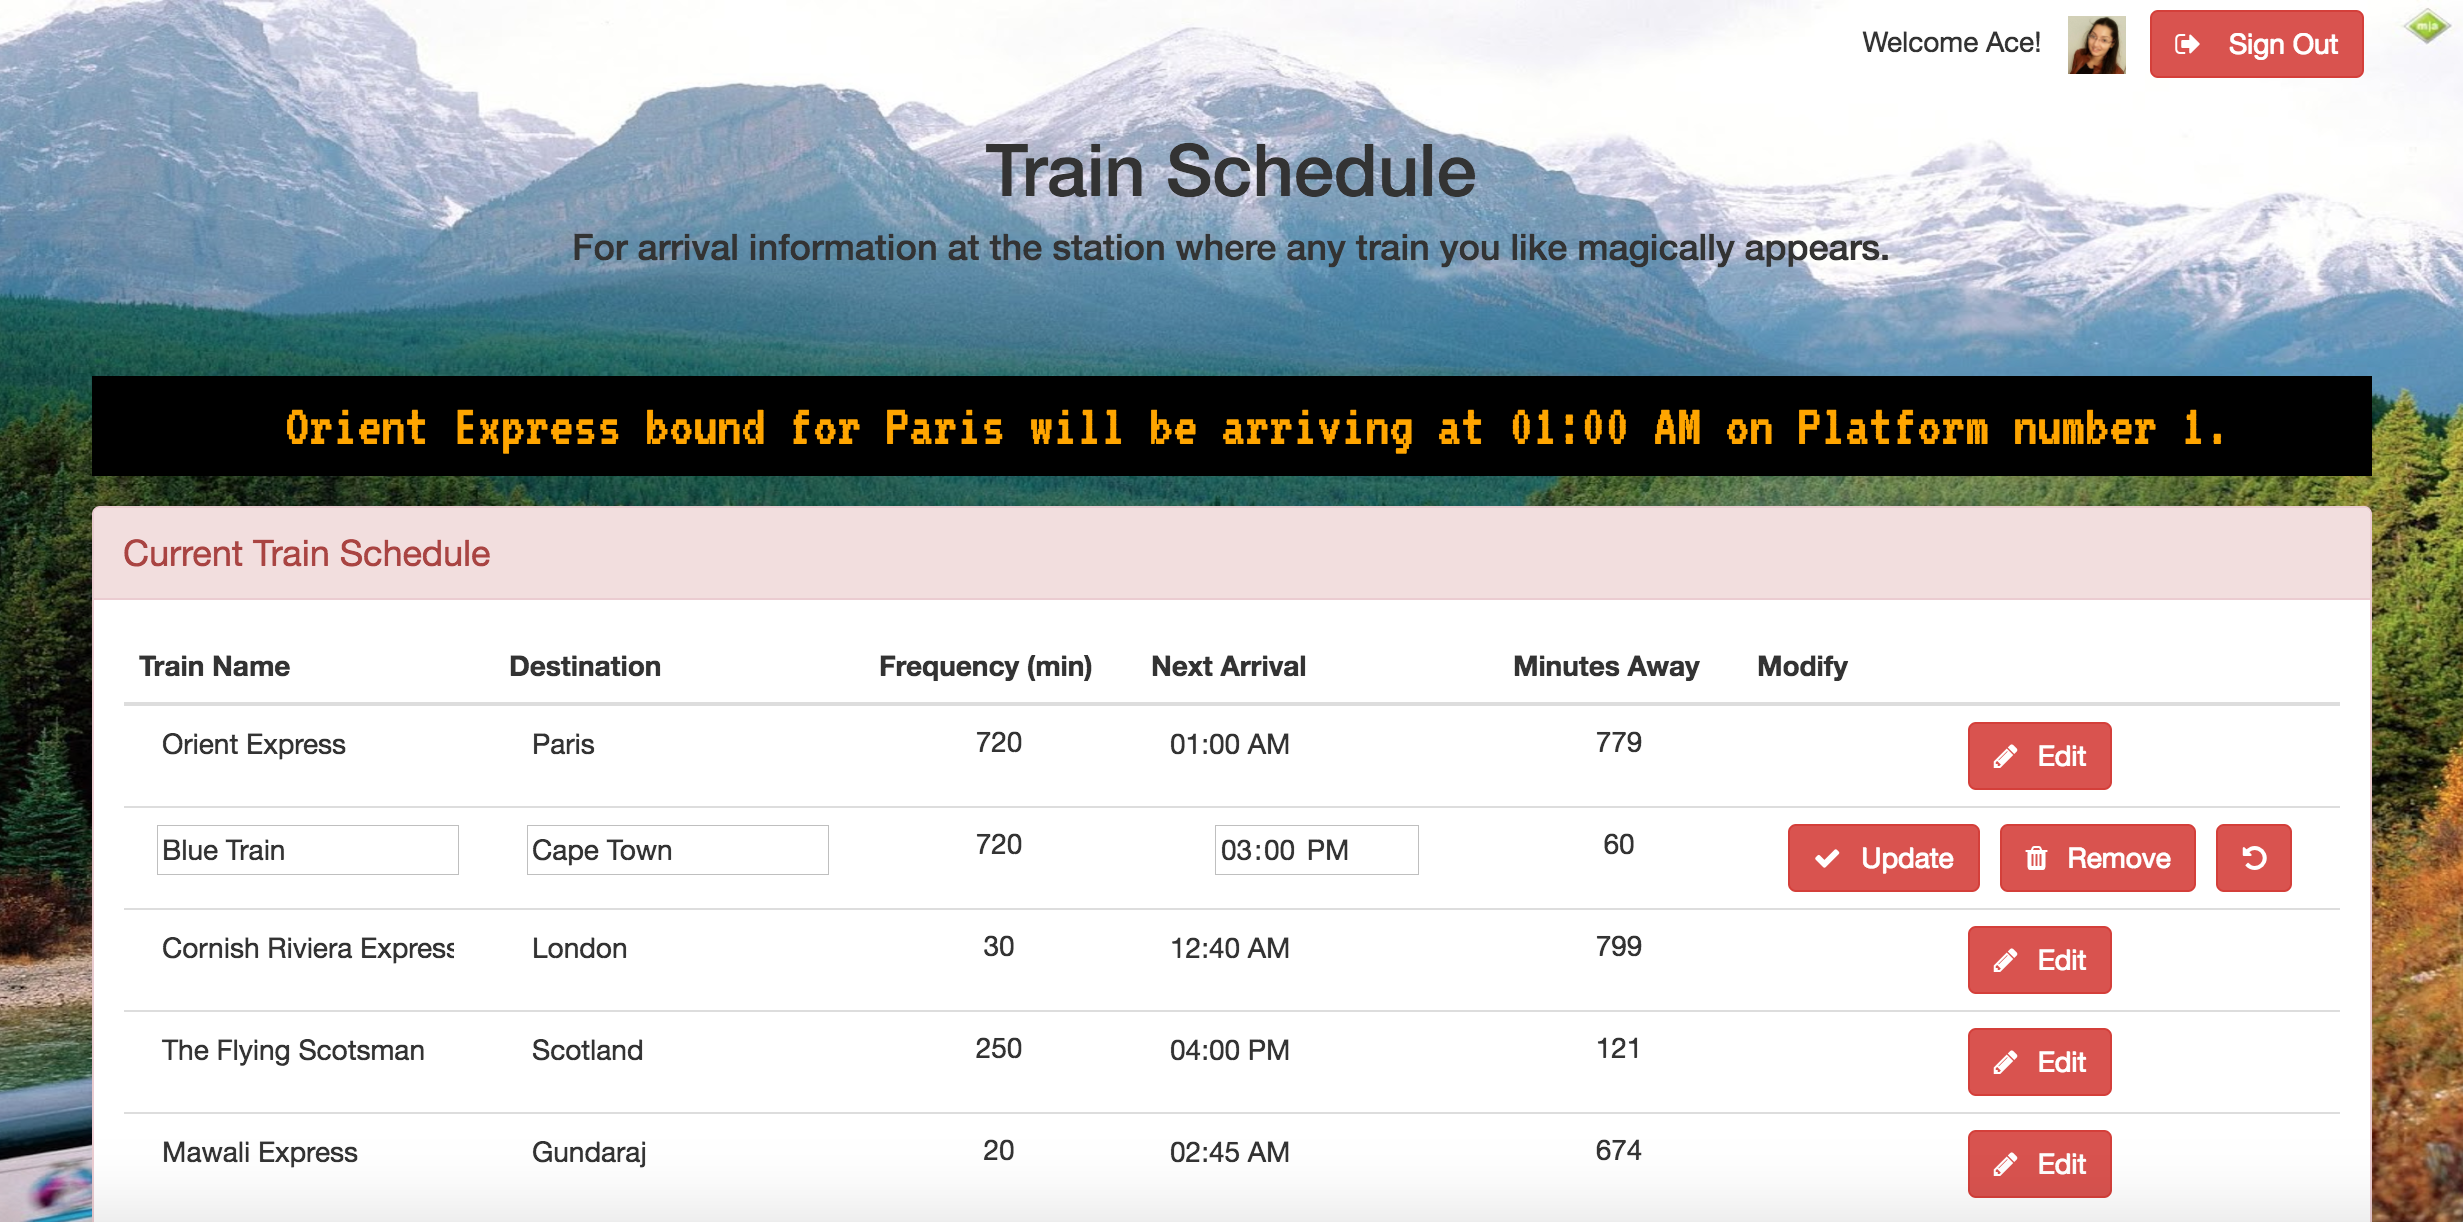 Welcome Ace!
Sign Out
m|a
Train Schedule
For arrival information at the station where any train you like magically appears.
Orient Express bound for Paris will be arriving at 01:00 AM on Platform number 1.
Current Train Schedule
Train Name Destination Frequency (min) Next Arrival Minutes Away Modify
Orient Express Paris 720 01:00 AM 779 Edit
Blue Train Cape Town 720 03:00 PM 60 Update Remove
Cornish Riviera Express London 30 12:40 AM 799 Edit
The Flying Scotsman Scotland 250 04:00 PM 121 Edit
Mawali Express Gundaraj 20 02:45 AM 674 Edit